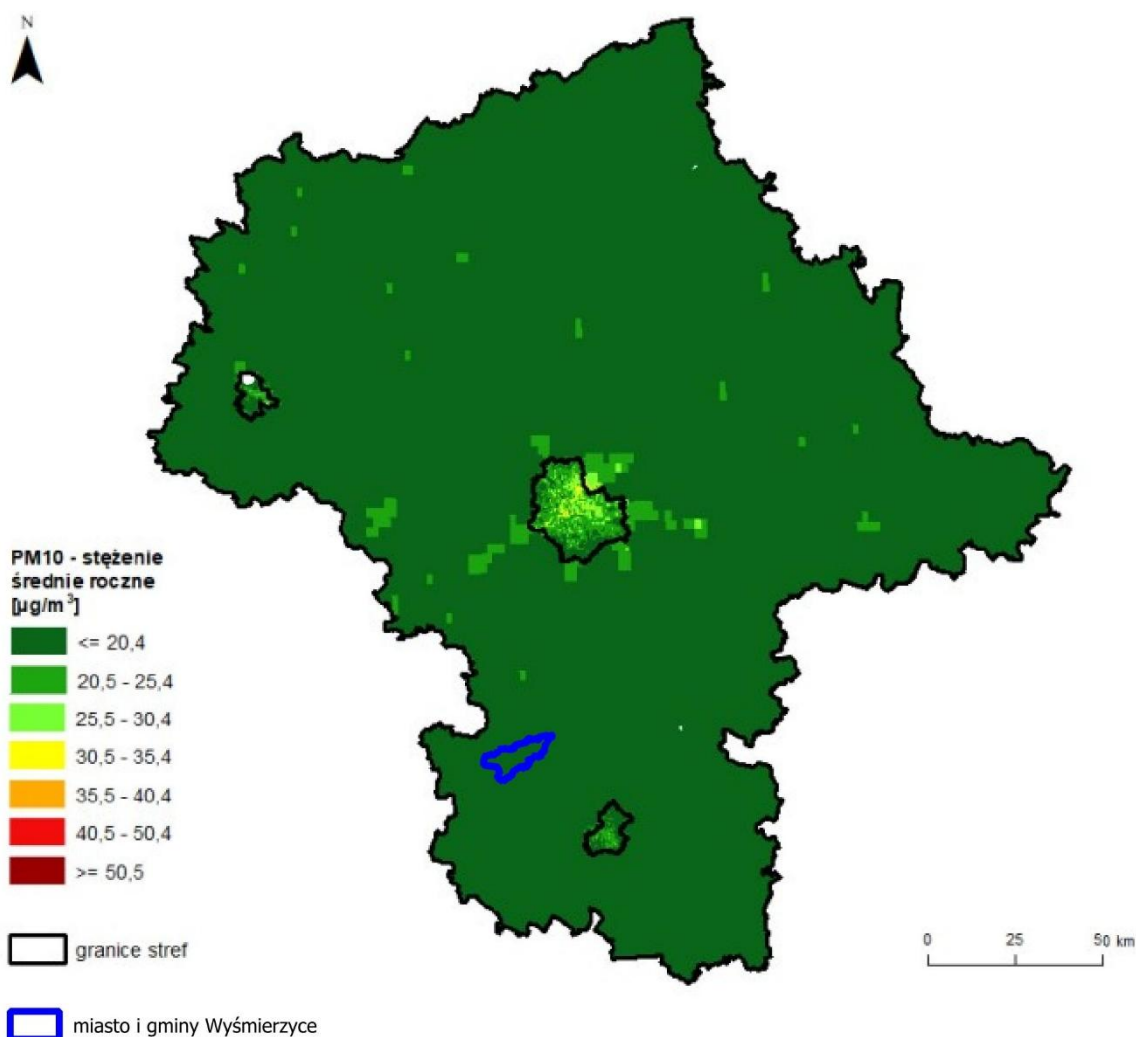 N
PM10 - stężenie
średnie roczne
[µg/m³]
<= 20,4
20,5 - 25,4
25,5 - 30,4
30,5 - 35,4
35,5 - 40,4
40,5 - 50,4
>= 50,5
granice stref
0 25 50 km
miasto i gminy Wyśmierzyce